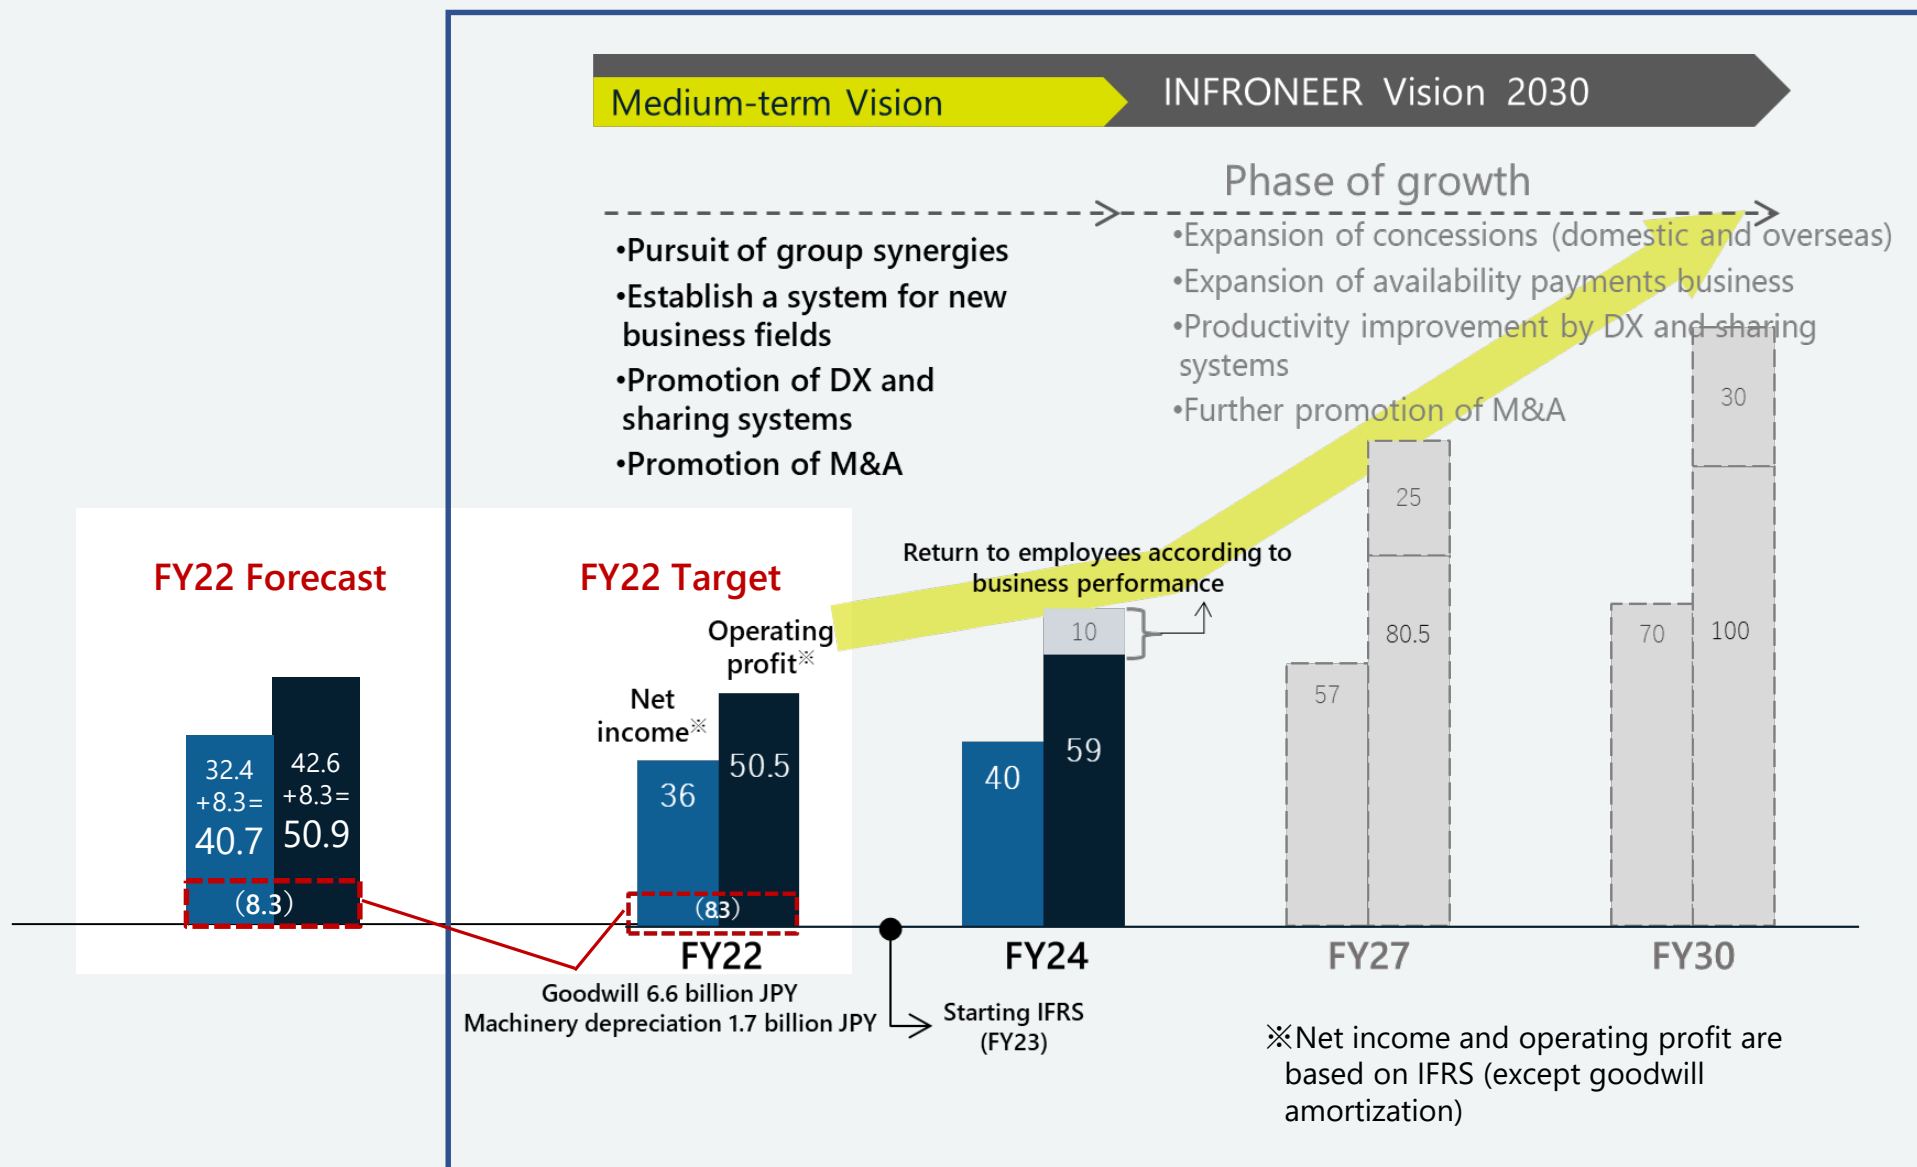 Medium-term Vision
INFRONEER Vision 2030
Phase of growth
•Pursuit of group synergies
•Establish a system for new
business fields
•Promotion of DX and
sharing systems
•Promotion of M&A
•Expansion of concessions (domestic and overseas)
•Expansion of availability payments business
•Productivity improvement by DX and sharing
systems
•Further promotion of M&A
FY22 Forecast
FY22 Target
Return to employees according to
business performance
Operating
profit※
Net
income※
32.4
+8.3=
40.7
42.6
+8.3=
50.9
(8.3)
36
50.5
(8.3)
40
59
10
57
80.5
25
70
100
30
FY22
FY24
FY27
FY30
Goodwill 6.6 billion JPY
Machinery depreciation 1.7 billion JPY
Starting IFRS
(FY23)
※Net income and operating profit are
based on IFRS (except goodwill
amortization)